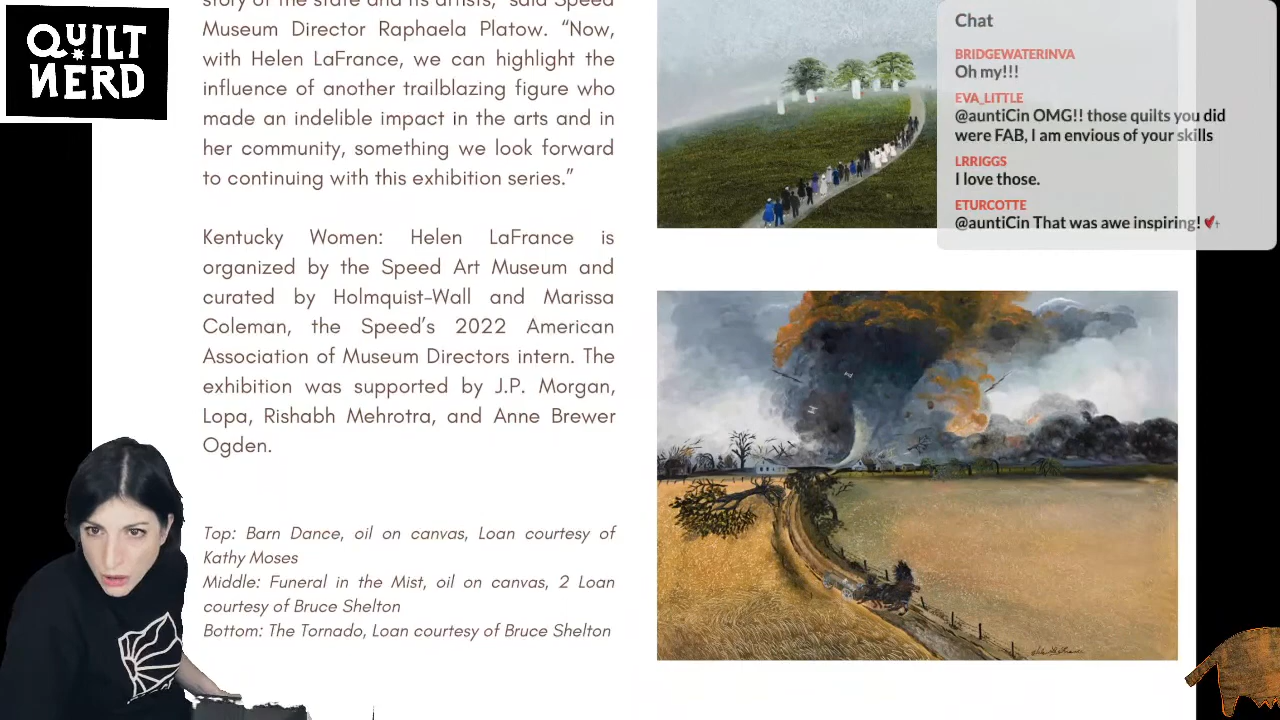 QUILT
NERD
story of the state and its artists,” said Speed
Museum Director Raphaela Platow. “Now,
with Helen LaFrance, we can highlight the
influence of another trailblazing figure who
made an indelible impact in the arts and in
her community, something we look forward
to continuing with this exhibition series.”
Kentucky Women: Helen LaFrance is
organized by the Speed Art Museum and
curated by Holmquist-Wall and Marissa
Coleman, the Speed’s 2022 American
Association of Museum Directors intern. The
exhibition was supported by J.P. Morgan,
Lopa, Rishabh Mehrotra, and Anne Brewer
Ogden.
Top: Barn Dance, oil on canvas, Loan courtesy of
Kathy Moses
Middle: Funeral in the Mist, oil on canvas, 2 Loan
courtesy of Bruce Shelton
Bottom: The Tornado, Loan courtesy of Bruce Shelton
Chat
BRIDGEWATERINVA
Oh my!!!
EVA_LITTLE
@auntiCin OMG!! those quilts you did
were FAB, I am envious of your skills
LRRIGGS
I love those.
ETURCOTTE
@auntiCin That was awe inspiring!